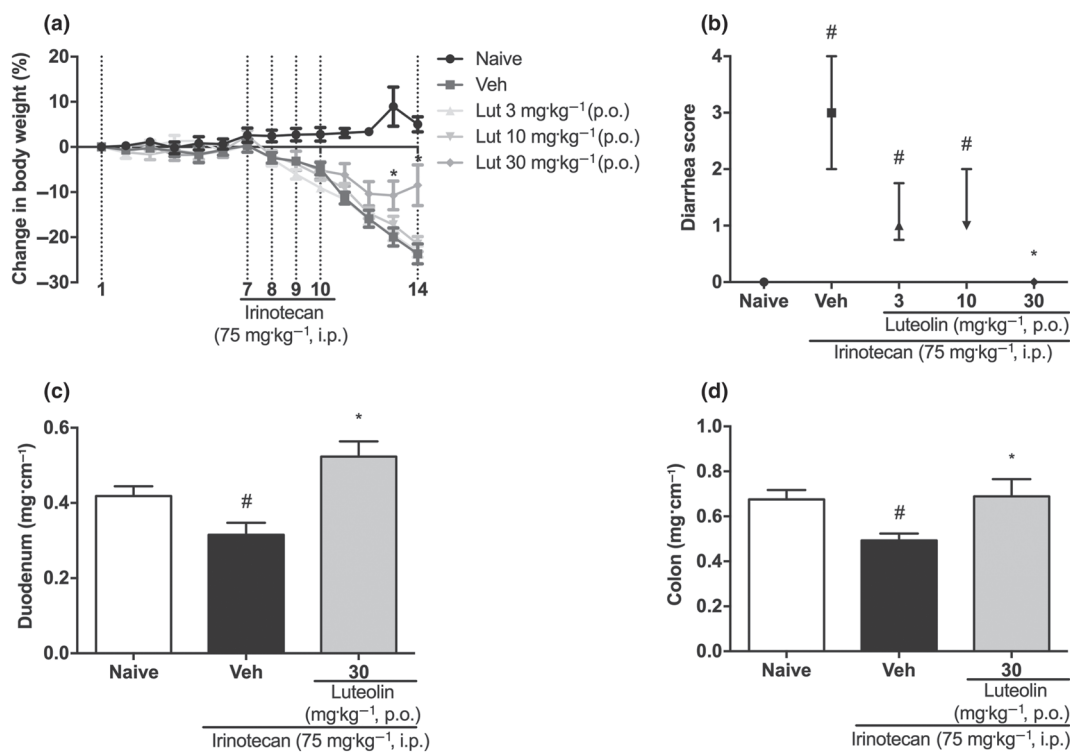 (a)
Change in body weight (%)
20
10
0
–10
–20
–30
1
7
8
9
10
14
Irinotecan
(75 mg·kg⁻¹, i.p.)
*
*
Naive
Veh
Lut 3 mg·kg⁻¹ (p.o.)
Lut 10 mg·kg⁻¹ (p.o.)
Lut 30 mg·kg⁻¹ (p.o.)
(b)
Diarrhea score
4
3
2
1
0
#
#
#
*
Naive Veh 3 10 30
Luteolin (mg·kg⁻¹, p.o.)
Irinotecan (75 mg·kg⁻¹, i.p.)
(c)
Duodenum (mg·cm⁻¹)
0.6
0.4
0.2
0.0
#
*
Naive Veh 30
Luteolin
(mg·kg⁻¹, p.o.)
Irinotecan (75 mg·kg⁻¹, i.p.)
(d)
Colon (mg·cm⁻¹)
1.0
0.8
0.6
0.4
0.2
0.0
#
*
Naive Veh 30
Luteolin
(mg·kg⁻¹, p.o.)
Irinotecan (75 mg·kg⁻¹, i.p.)